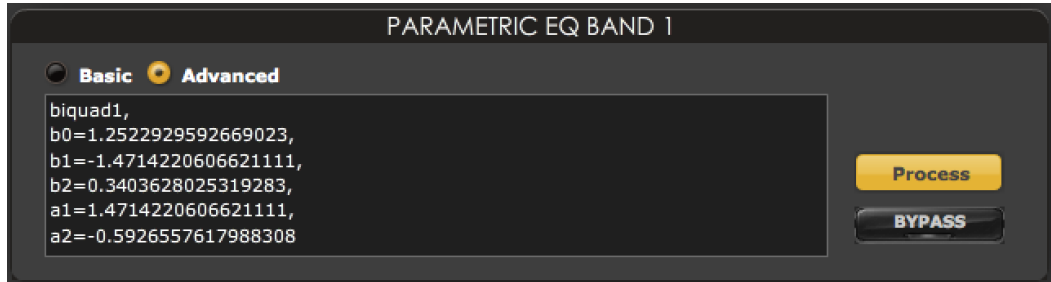 PARAMETRIC EQ BAND 1
Basic Advanced
biquad1,
b0=1.2522929592669023,
b1=-1.4714220606621111,
b2=0.3403628025319283,
a1=1.4714220606621111,
a2=-0.5926557617988308
Process
BYPASS